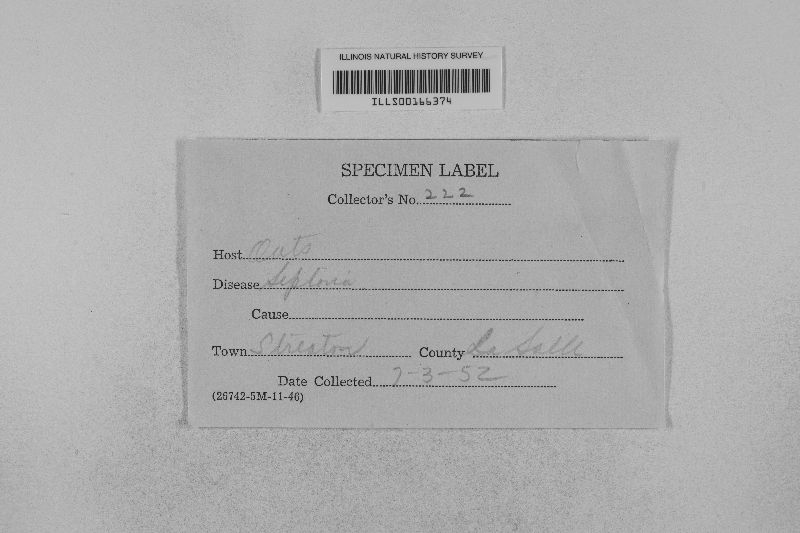 ILLINOIS NATURAL HISTORY SURVEY
ILLS00166374
SPECIMEN LABEL
Collector's No. 222
Host Oats
Disease Septoria
Cause
Town Streator County La Salle
Date Collected 7-3-52
(26742-5M-11-46)